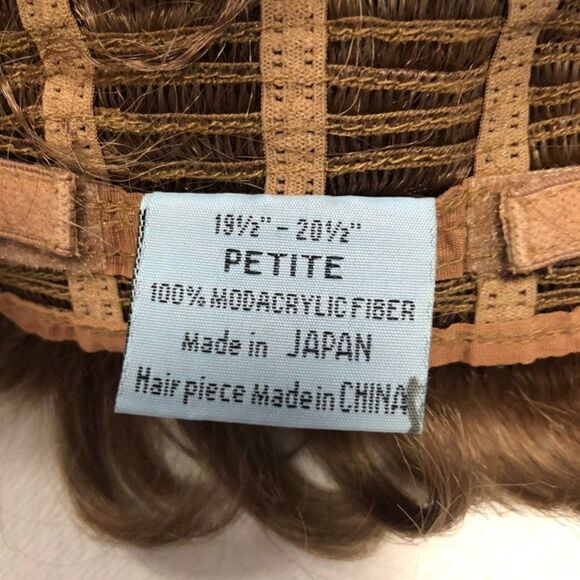 19½" - 20½"
PETITE
100% MODACRYLIC FIBER
Made in JAPAN
Hair piece Made in CHINA